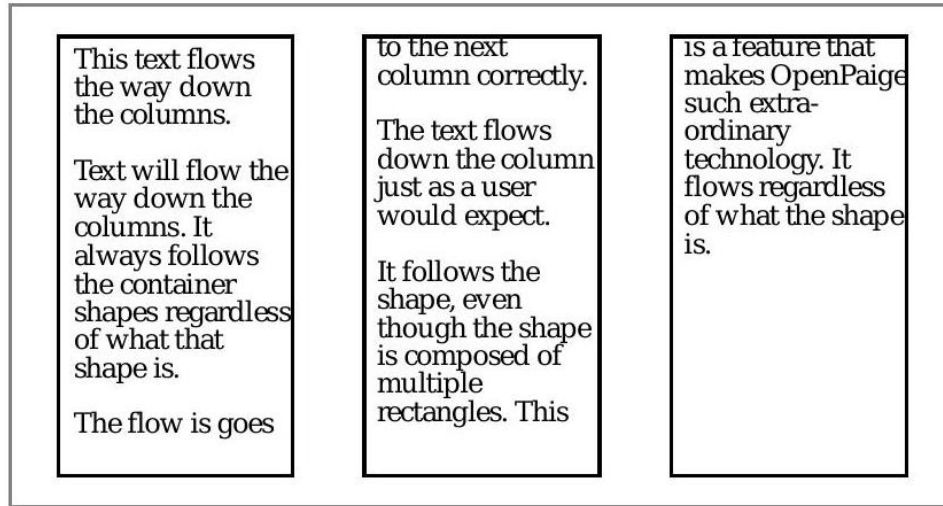 This text flows
the way down
the columns.
Text will flow the
way down the
columns. It
always follows
the container
shapes regardless
of what that
shape is.
The flow is goes
to the next
column correctly.
The text flows
down the column
just as a user
would expect.
It follows the
shape, even
though the shape
is composed of
multiple
rectangles. This
is a feature that
makes OpenPaige
such extra-
ordinary
technology. It
flows regardless
of what the shape
is.